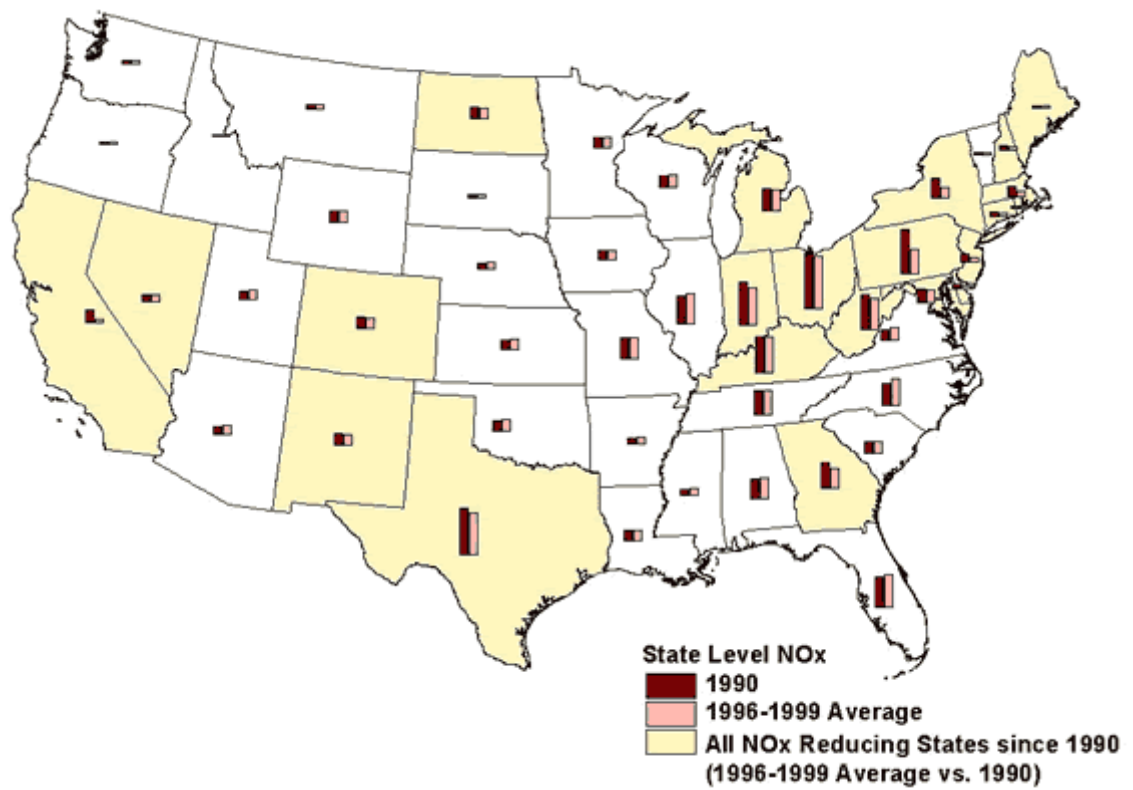 State Level NOx
1990
1996-1999 Average
All NOx Reducing States since 1990
(1996-1999 Average vs. 1990)